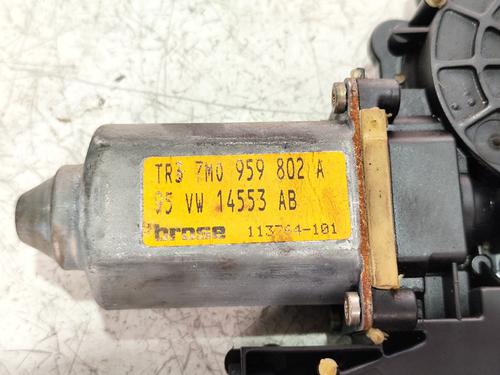 TRS 7M0 959 802 A
95 VW 14553 AB
brose 113764-101